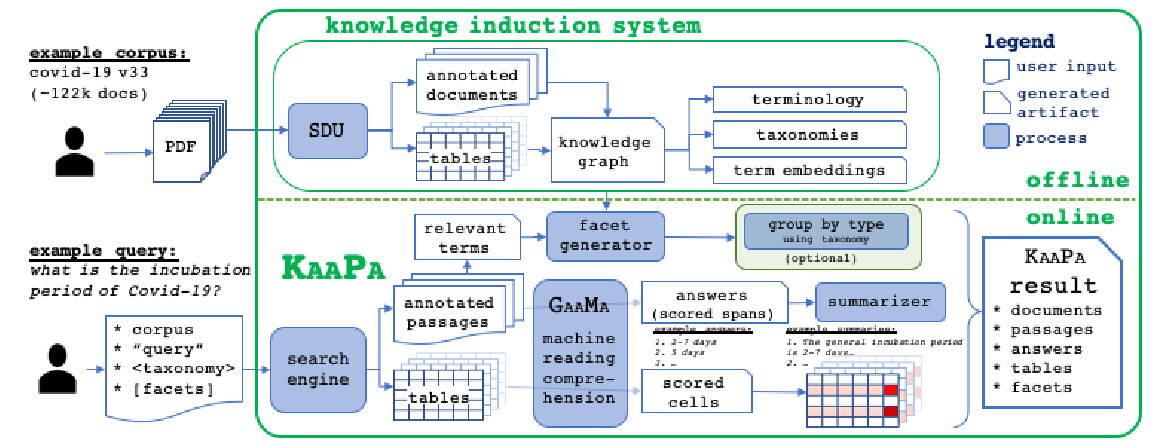 knowledge induction system
example corpus:
covid-19 v33
(~122k docs)
PDF
SDU
annotated
documents
tables
knowledge
graph
terminology
taxonomies
term embeddings
legend
user input
generated
artifact
process
offline
online
example query:
what is the incubation
period of Covid-19?
* corpus
* "query"
* <taxonomy>
* [facets]
KAAPA
search
engine
relevant
terms
annotated
passages
tables
facet
generator
group by type
using taxonomy
(optional)
GAAMA
machine
reading
compre-
hension
answers
(scored spans)
example answers:
1. 2-7 days
2. 3 days
3. …
summarizer
example summaries:
1. The general incubation period
is 2-7 days…
2. …
scored
cells
KAAPA
result
* documents
* passages
* answers
* tables
* facets